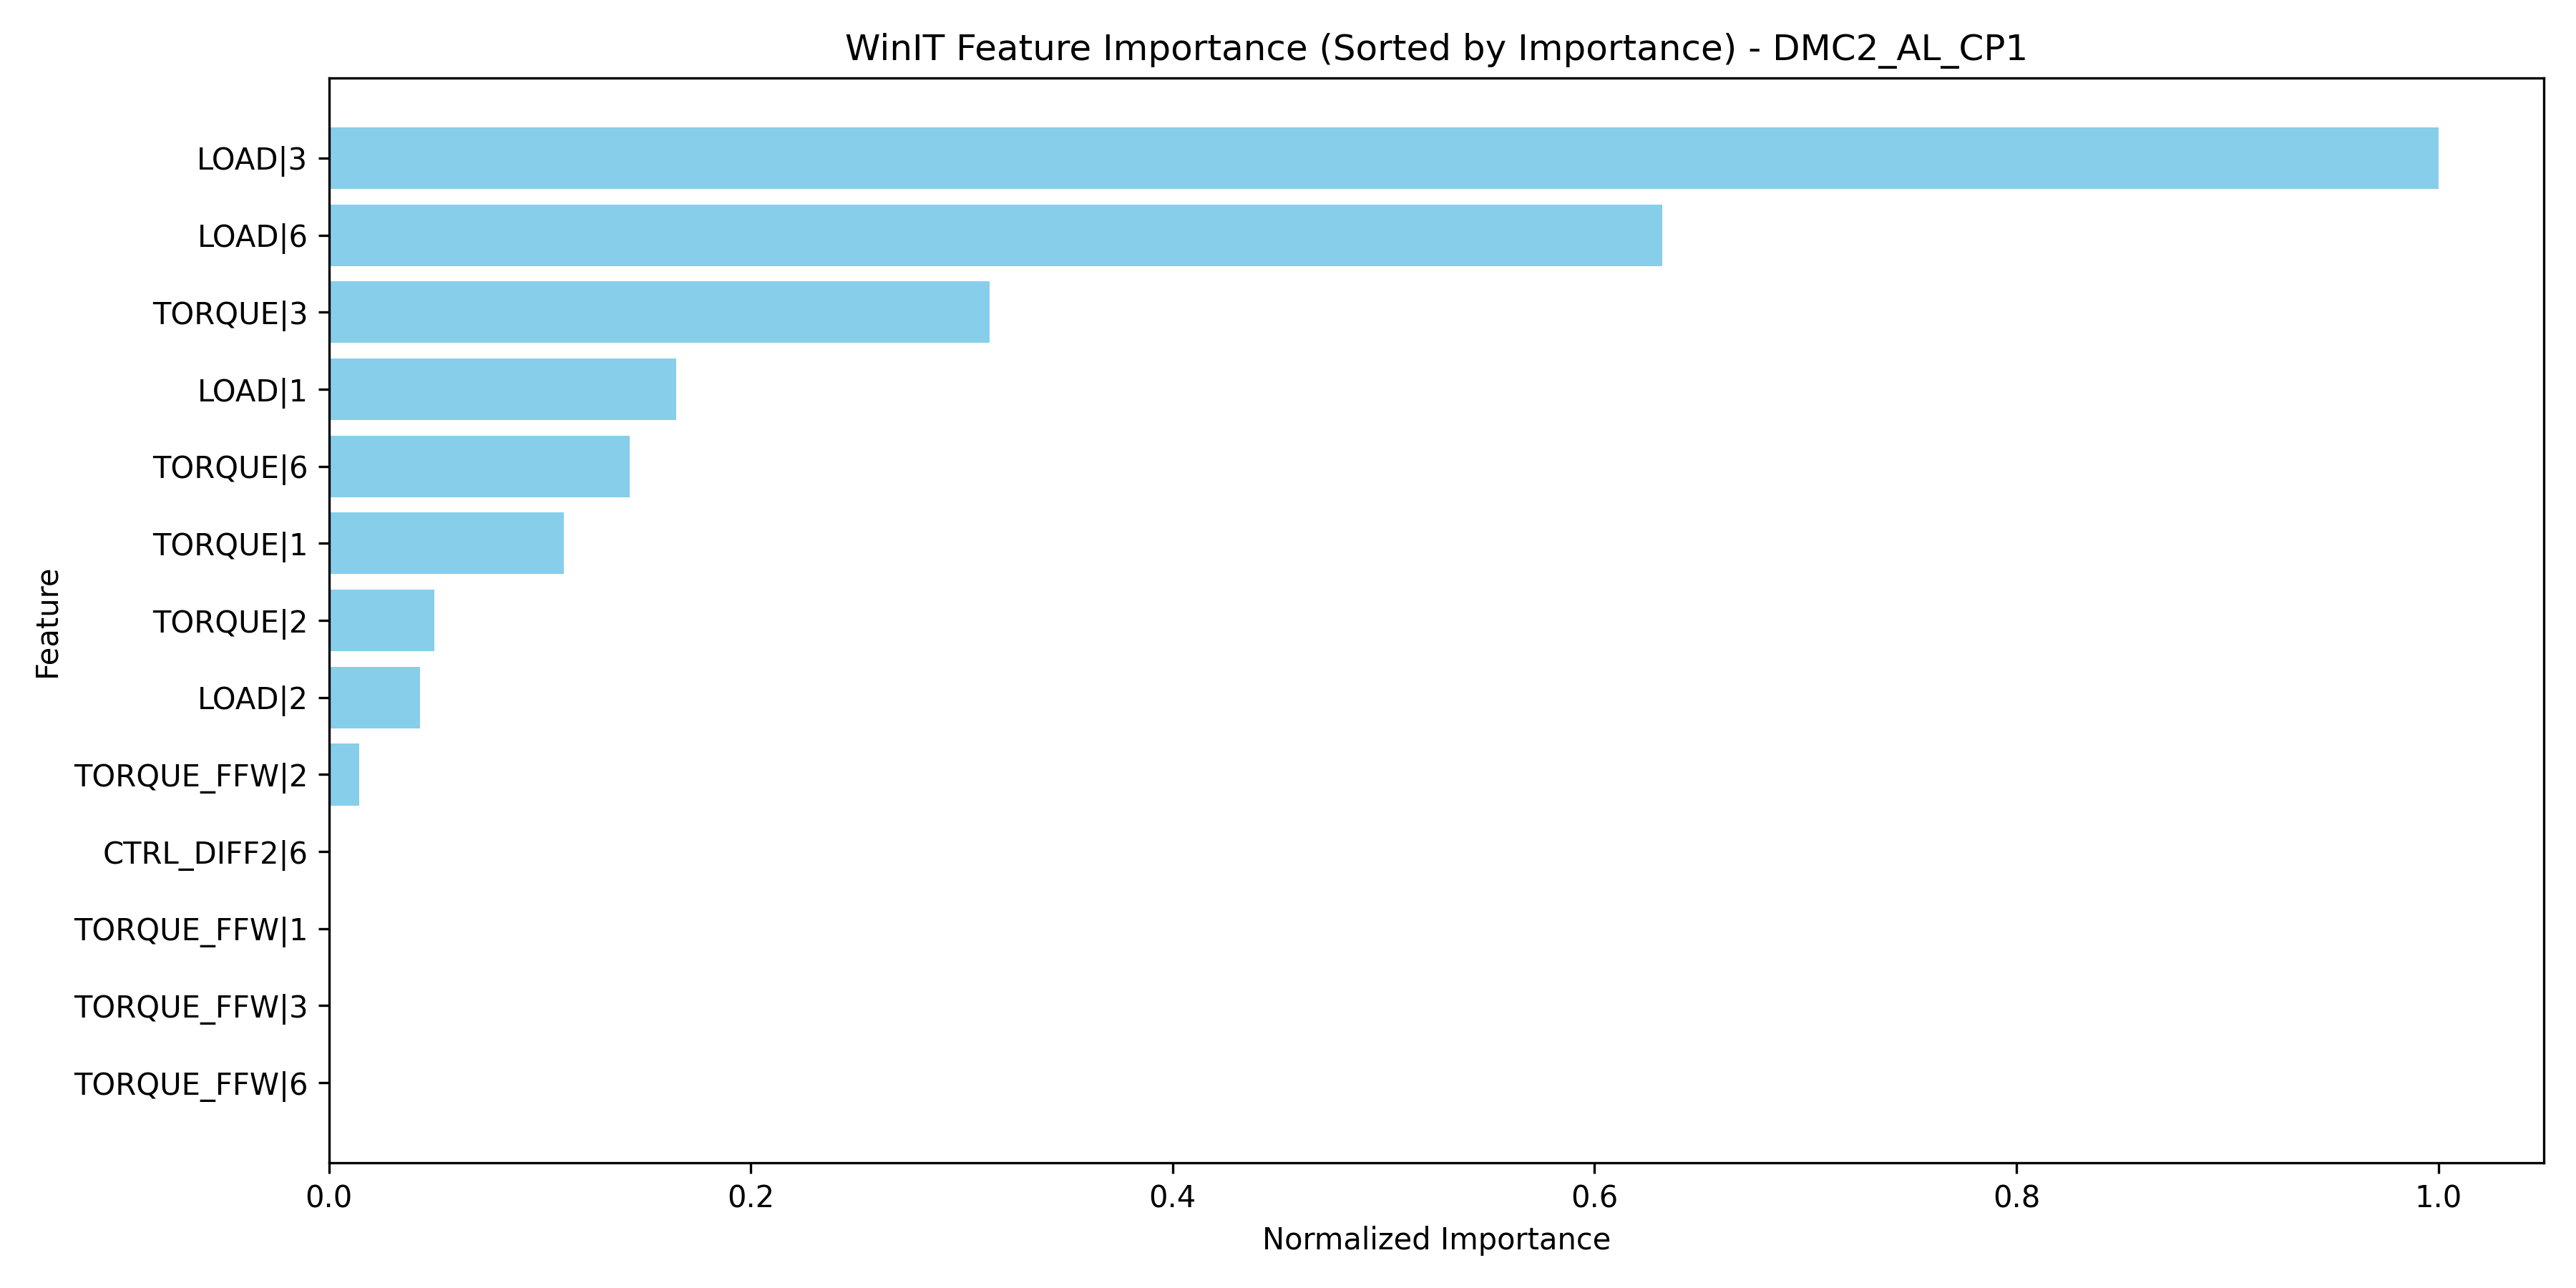 WinIT Feature Importance (Sorted by Importance) - DMC2_AL_CP1
LOAD|3
LOAD|6
TORQUE|3
LOAD|1
TORQUE|6
TORQUE|1
TORQUE|2
LOAD|2
TORQUE_FFW|2
CTRL_DIFF2|6
TORQUE_FFW|1
TORQUE_FFW|3
TORQUE_FFW|6
Feature
0.0 0.2 0.4 0.6 0.8 1.0
Normalized Importance